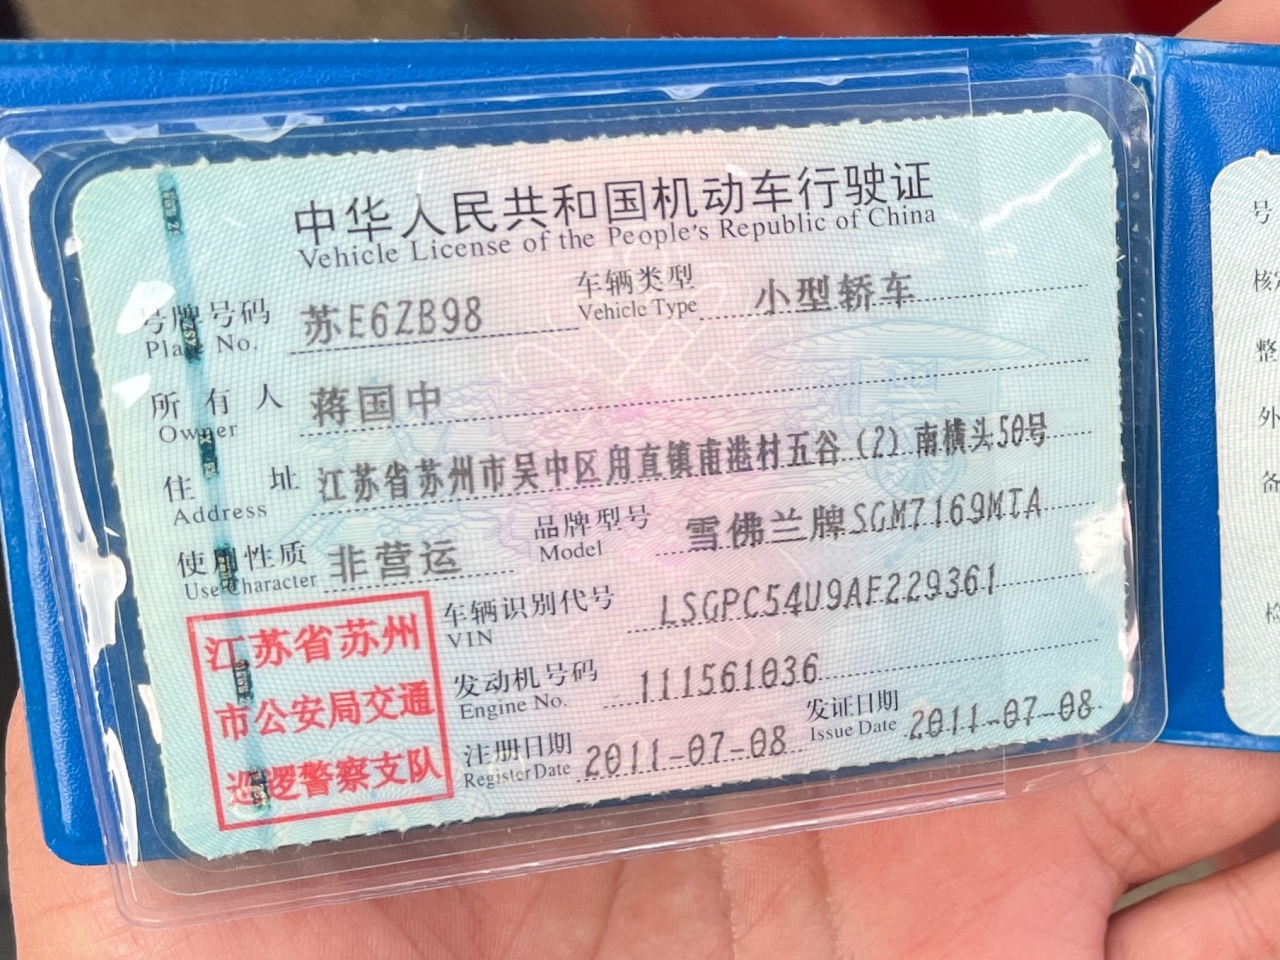 中华人民共和国机动车行驶证
Vehicle License of the People's Republic of China
号牌号码 苏E6ZB98 车辆类型 小型轿车
Plate No. Vehicle Type
所有人 蒋国中
Owner
住址 江苏省苏州市吴中区甪直镇甫港村五谷(2)南横头50号
Address
使用性质 非营运 品牌型号 雪佛兰牌SGM7169MTA
Use Character Model
江苏省苏州
市公安局交通
巡逻警察支队
车辆识别代号 LSGPC54U9AF229361
VIN
发动机号码 111561036
Engine No.
注册日期 2011-07-08 发证日期 2011-07-08
Register Date Issue Date
号
核定
整
外
备
检